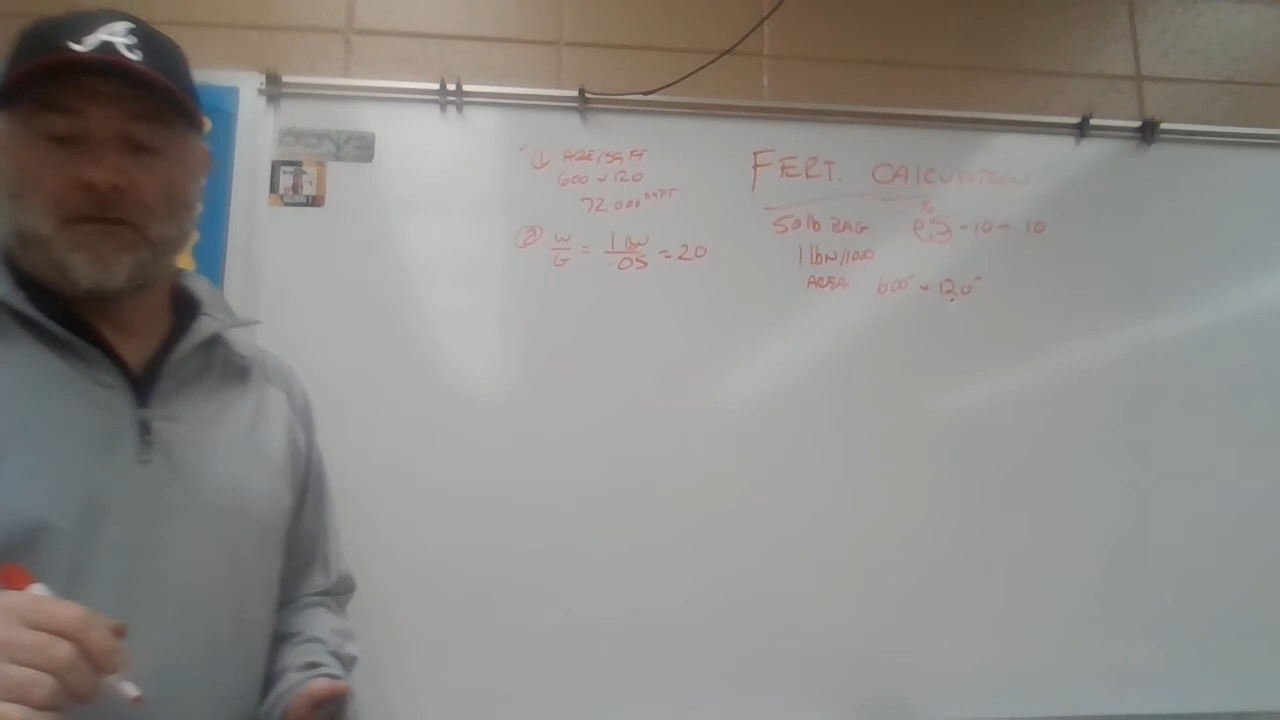 ① AREA/SQ FT
600 × 120
72,000 SQ FT
② W/G = 1 lbN/.05 = 20
FERT. CALCULATION
50 lb BAG %
05-10-10
1 lbN/1000
AREA 600' × 120'
A